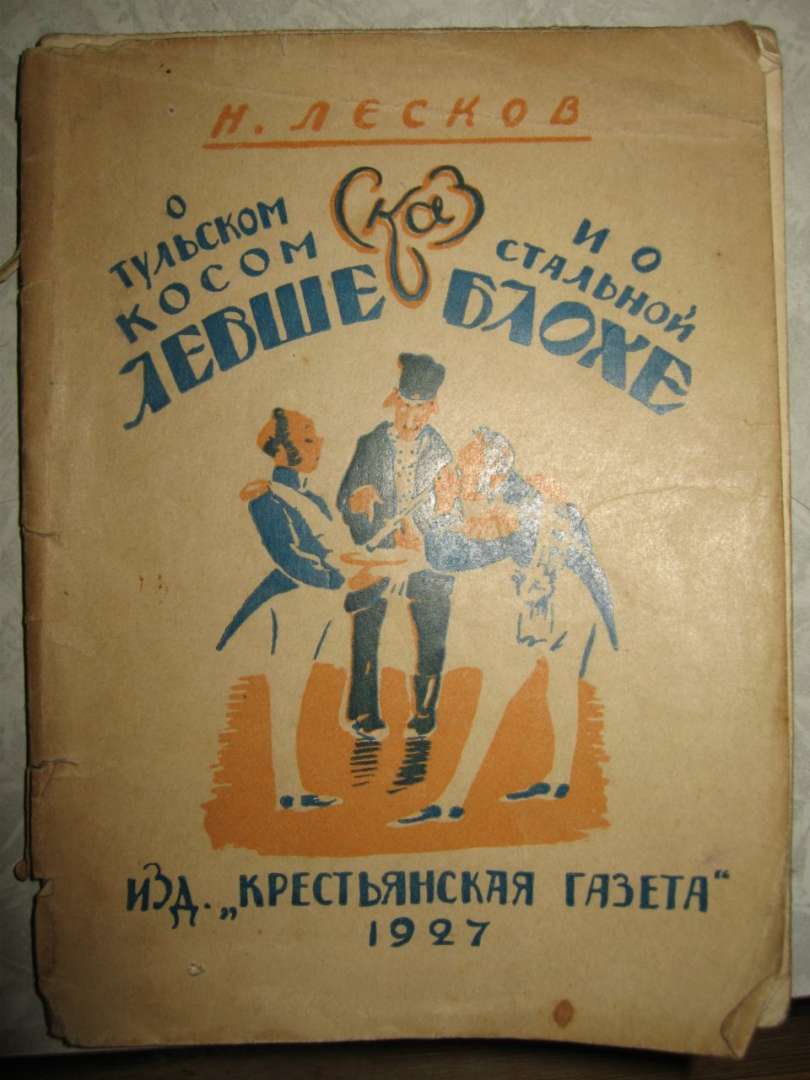 Н. ЛЕСКОВ
Сказ
О
ТУЛЬСКОМ
КОСОМ
ЛЕВШЕ
И О
СТАЛЬНОЙ
БЛОХЕ
ИЗД. „КРЕСТЬЯНСКАЯ ГАЗЕТА“
1927